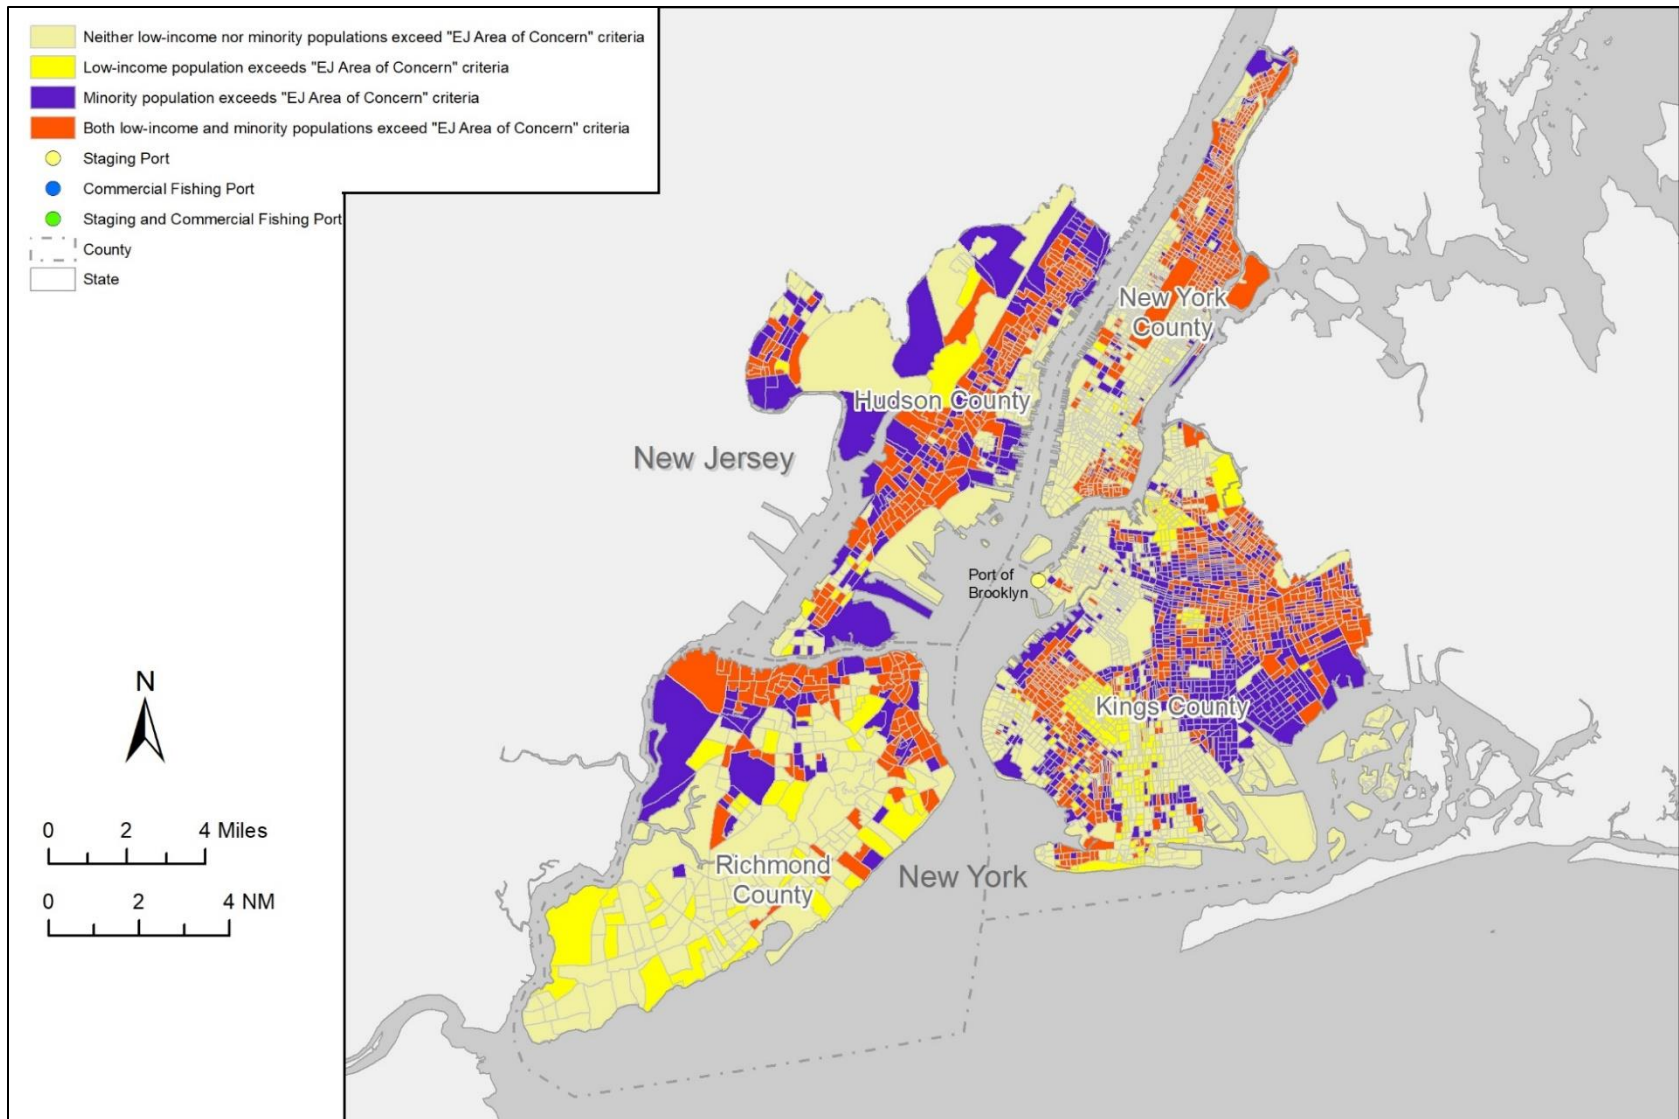 Neither low-income nor minority populations exceed "EJ Area of Concern" criteria
Low-income population exceeds "EJ Area of Concern" criteria
Minority population exceeds "EJ Area of Concern" criteria
Both low-income and minority populations exceed "EJ Area of Concern" criteria
Staging Port
Commercial Fishing Port
Staging and Commercial Fishing Port
County
State
New York
County
Hudson County
New Jersey
Port of
Brooklyn
N
Kings County
0 2 4 Miles
Richmond
County
New York
0 2 4 NM